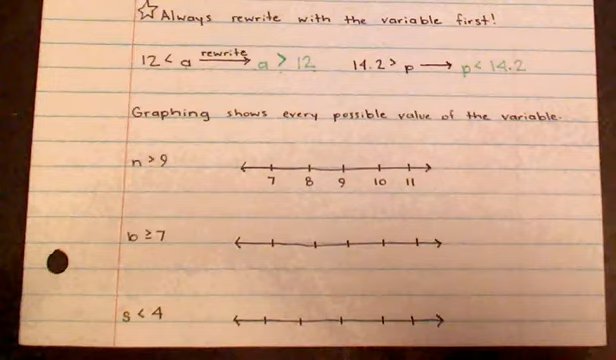 ☆ Always rewrite with the variable first!
12 < a rewrite → a > 12 14.2 > p → p < 14.2
Graphing shows every possible value of the variable.
n > 9
7 8 9 10 11
b ≥ 7
s < 4